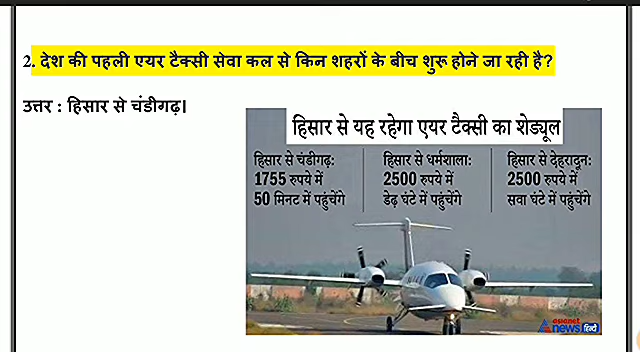 2. देश की पहली एयर टैक्सी सेवा कल से किन शहरों के बीच शुरू होने जा रही है?
उत्तर : हिसार से चंडीगढ़।
हिसार से यह रहेगा एयर टैक्सी का शेड्यूल
हिसार से चंडीगढ़:
1755 रुपये में
50 मिनट में पहुंचेंगे
हिसार से धर्मशाला:
2500 रुपये में
डेढ़ घंटे में पहुंचेंगे
हिसार से देहरादून:
2500 रुपये में
सवा घंटे में पहुंचेंगे
asianet
news हिन्दी